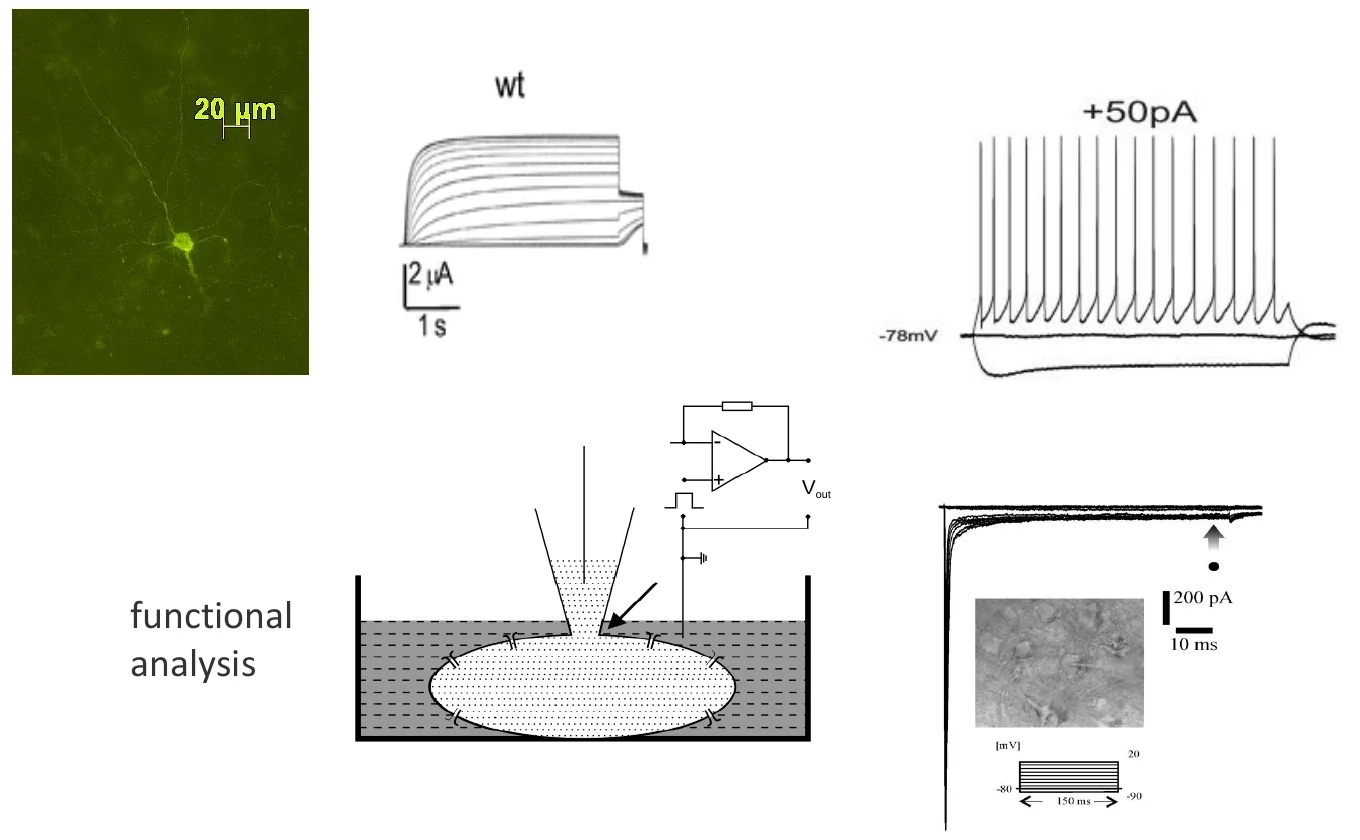 20 µm
wt
2 µA
1 s
+50pA
-78mV
-
+
Vout
functional
analysis
200 pA
10 ms
[mV]
20
-80
-90
150 ms